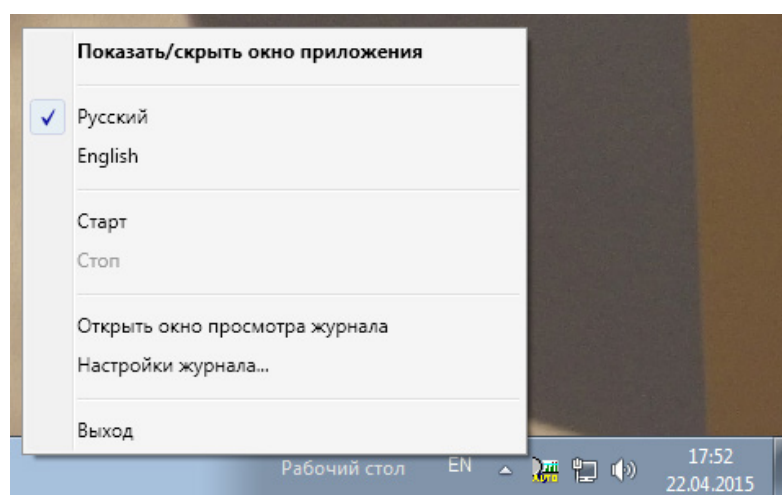 Показать/скрыть окно приложения
Русский
English
Старт
Стоп
Открыть окно просмотра журнала
Настройки журнала...
Выход
Рабочий стол EN 17:52
22.04.2015